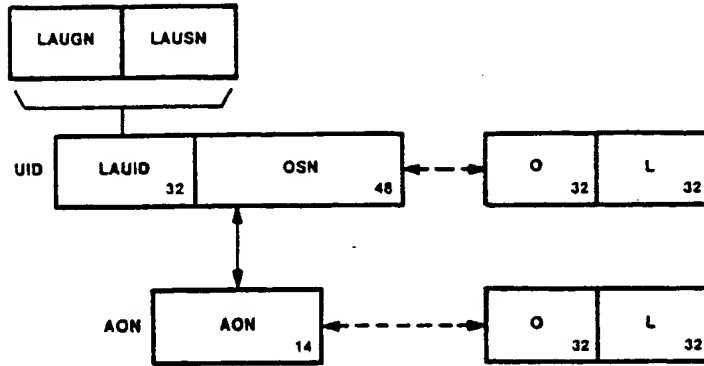 LAUGN LAUSN
UID LAUID 32 OSN 48 O 32 L 32
AON AON 14 O 32 L 32